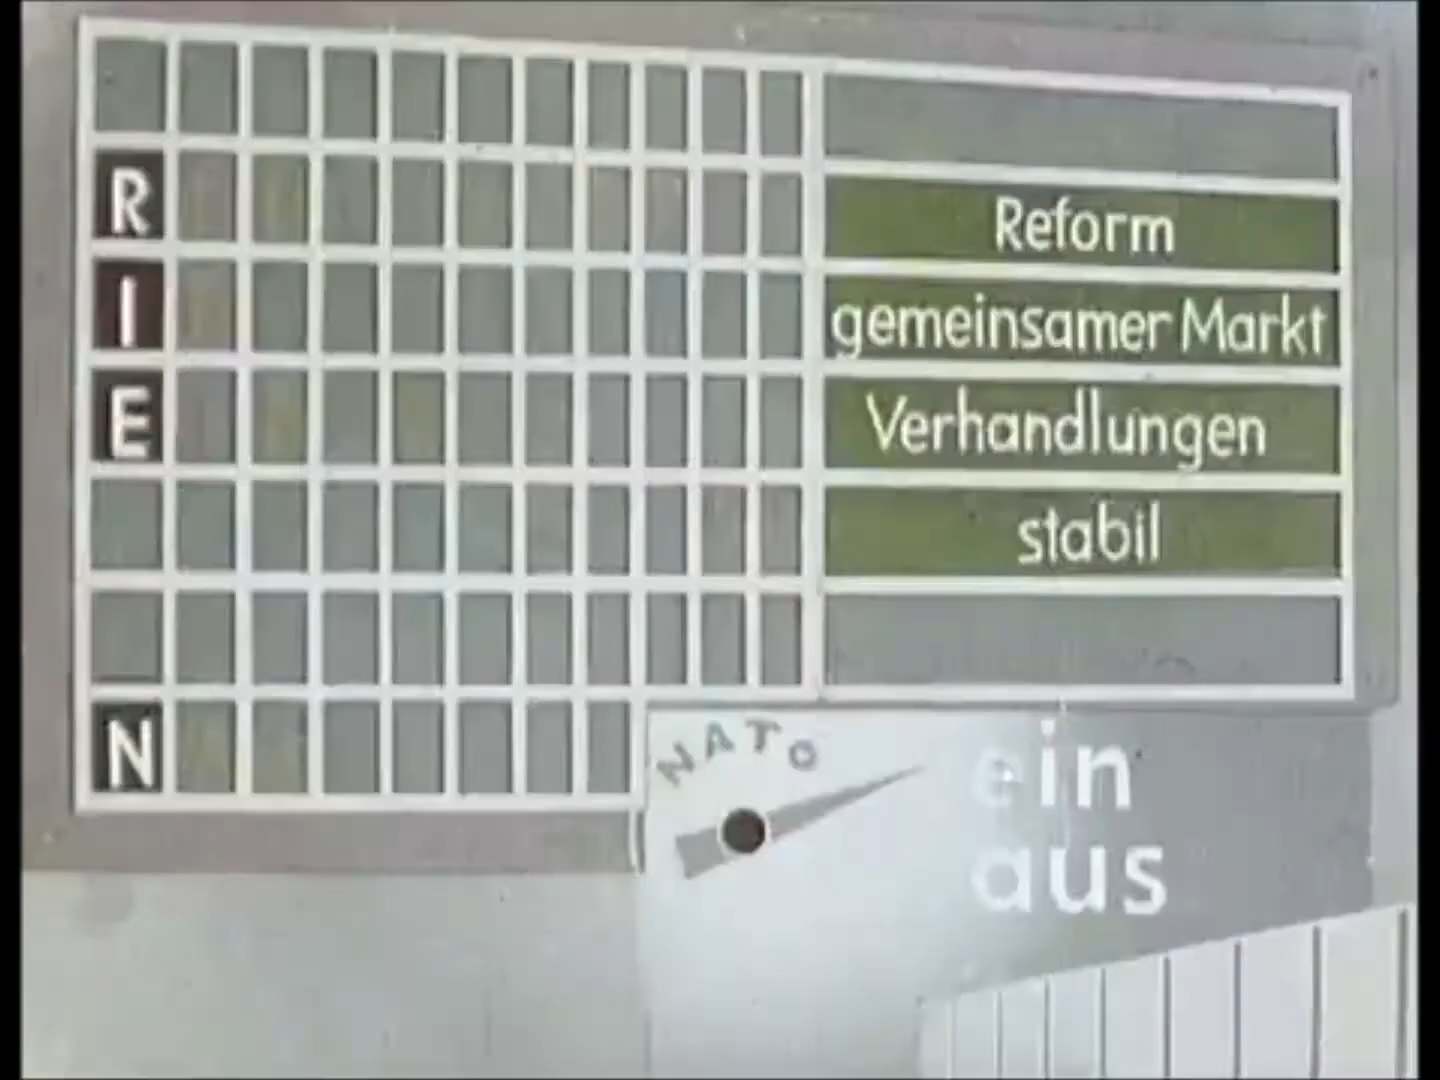 R
Reform
I
gemeinsamer Markt
E
Verhandlungen
stabil
N
NATO
ein
aus